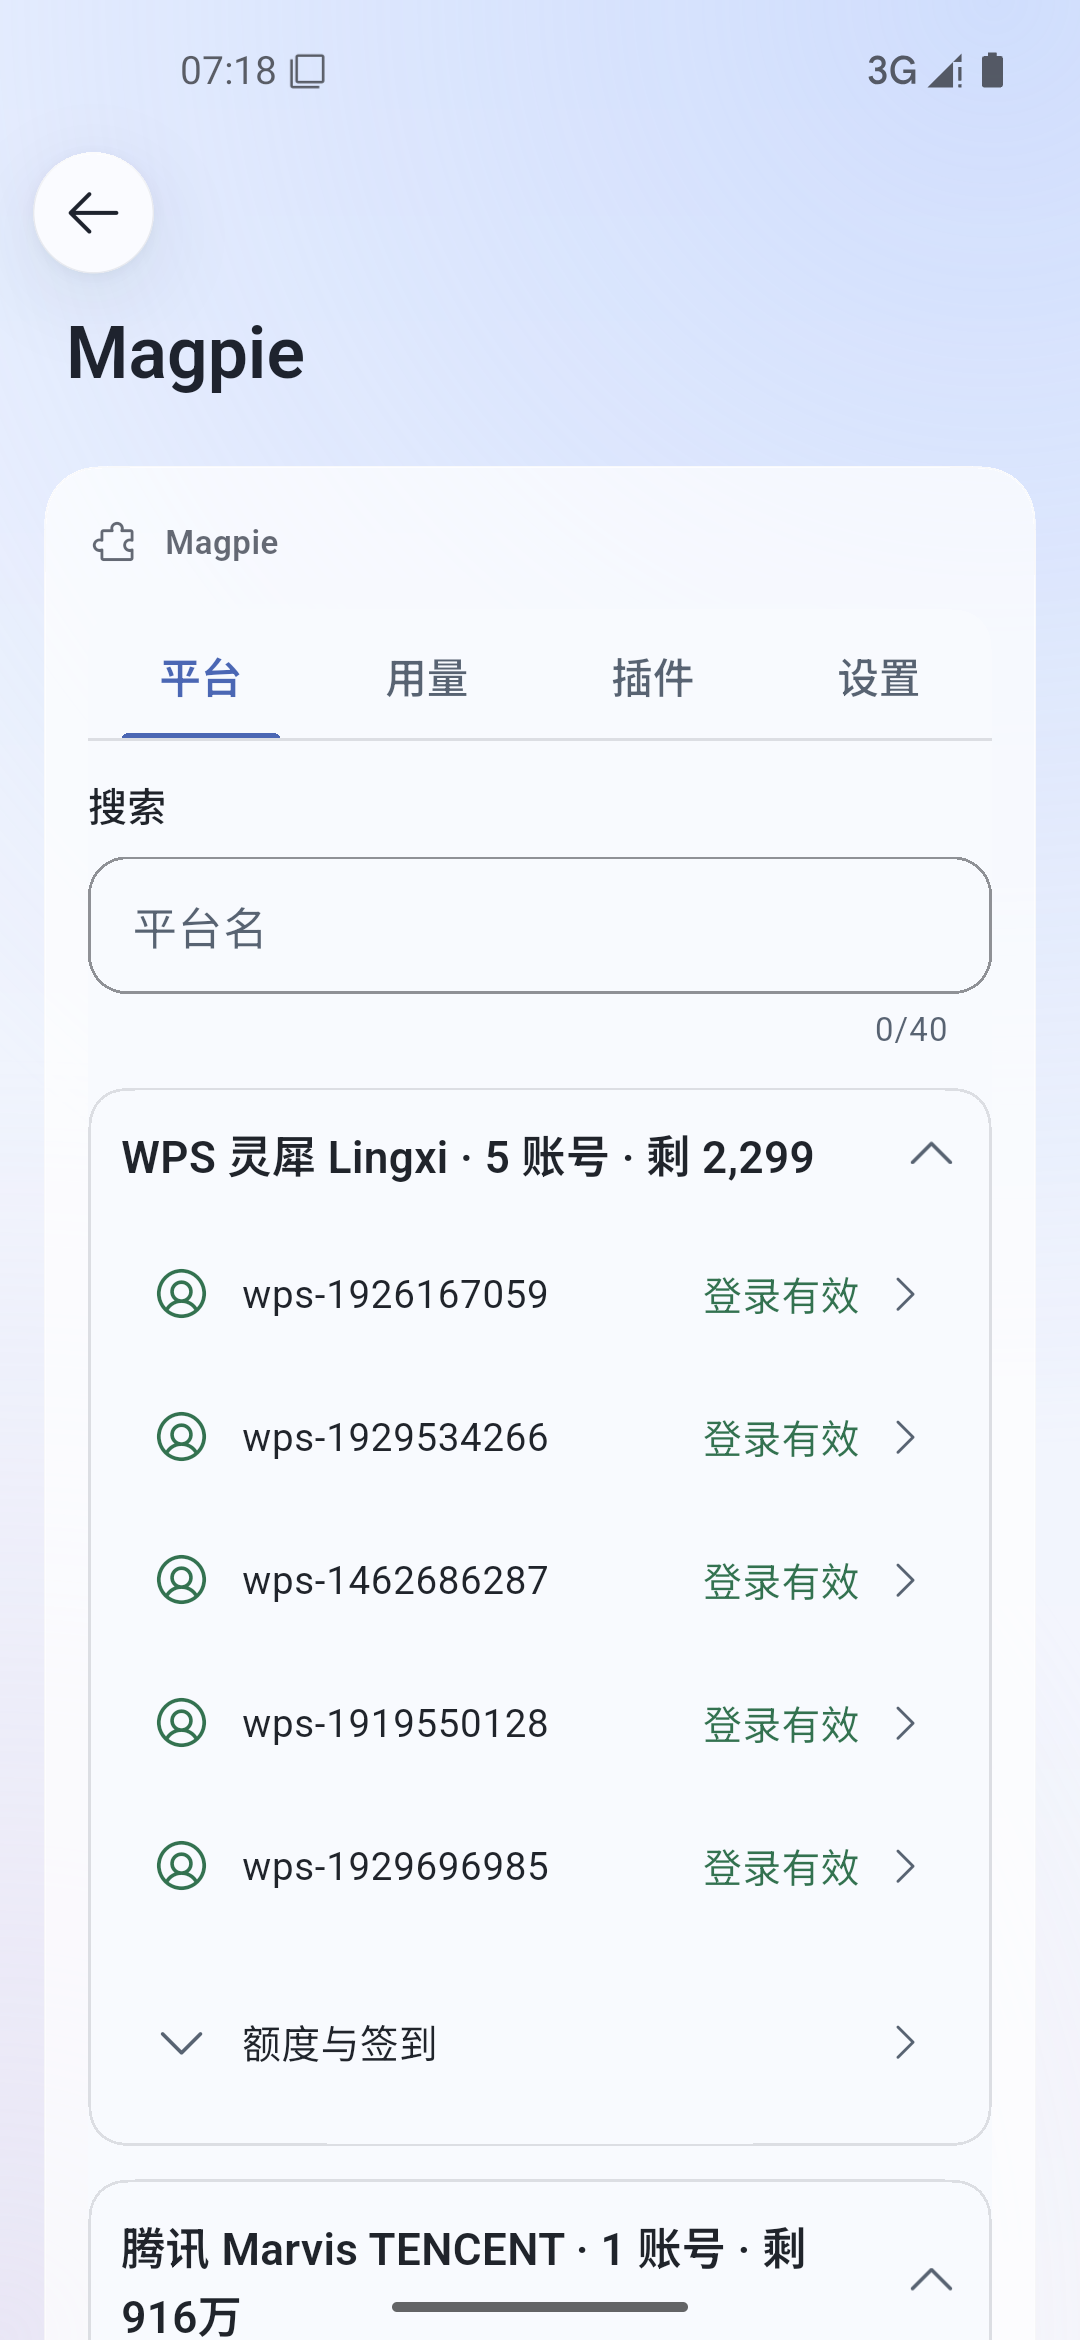 07:18
3G
Magpie
Magpie
平台 用量 插件 设置
搜索
平台名
0/40
WPS 灵犀 Lingxi · 5 账号 · 剩 2,299
wps-1926167059 登录有效
wps-1929534266 登录有效
wps-1462686287 登录有效
wps-1919550128 登录有效
wps-1929696985 登录有效
额度与签到
腾讯 Marvis TENCENT · 1 账号 · 剩
916万